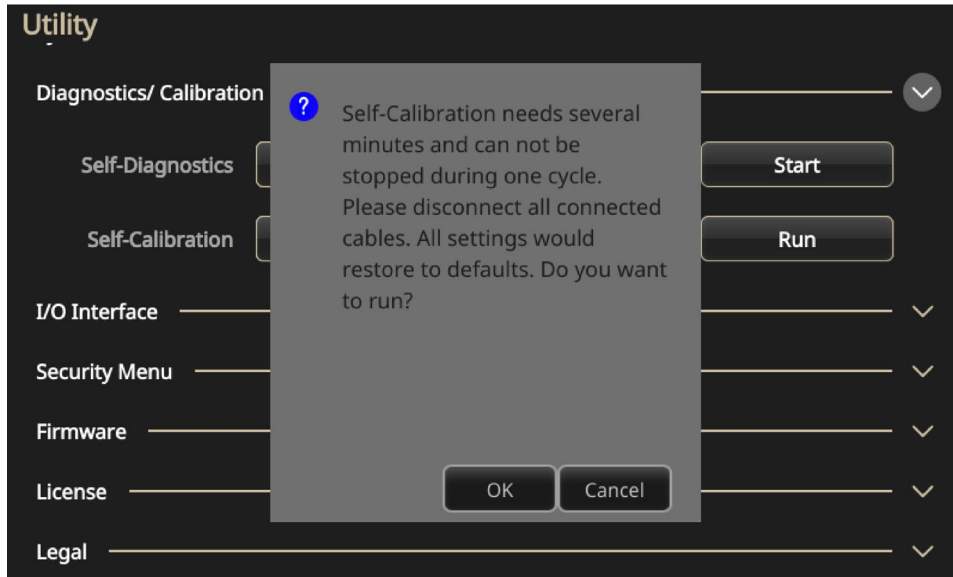 Utility
Diagnostics/ Calibration
?
Self-Calibration needs several
minutes and can not be
stopped during one cycle.
Please disconnect all connected
cables. All settings would
restore to defaults. Do you want
to run?
Self-Diagnostics
Start
Self-Calibration
Run
I/O Interface
Security Menu
Firmware
License
OK
Cancel
Legal